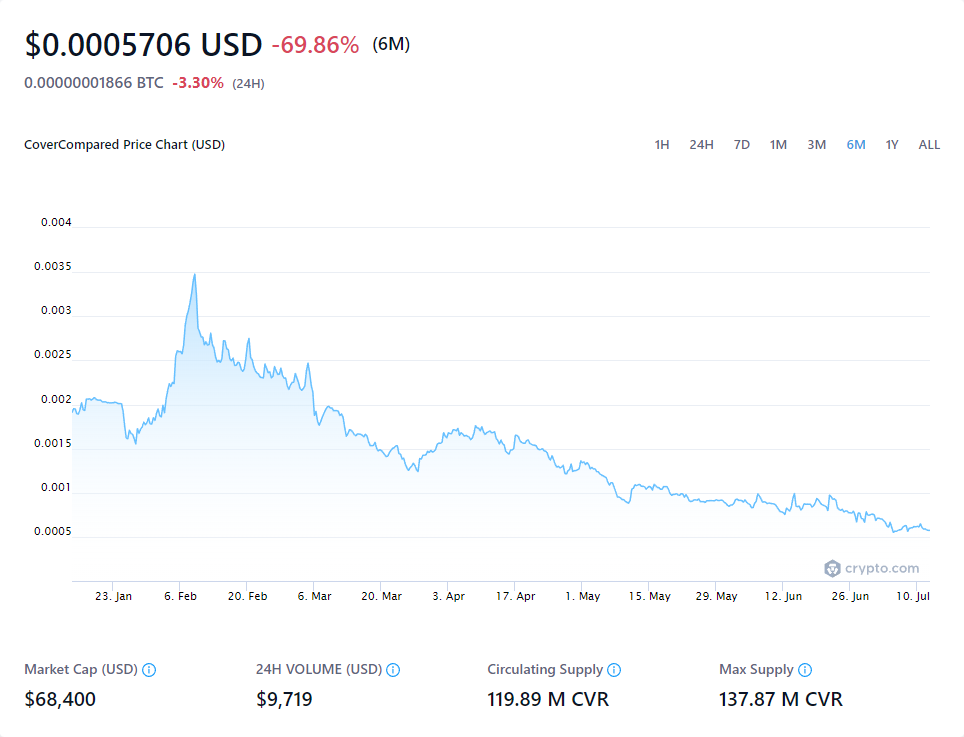 $0.0005706 USD -69.86% (6M)
0.00000001866 BTC -3.30% (24H)
CoverCompared Price Chart (USD) 1H 24H 7D 1M 3M 6M 1Y ALL
0.004
0.0035
0.003
0.0025
0.002
0.0015
0.001
0.0005
crypto.com
23. Jan 6. Feb 20. Feb 6. Mar 20. Mar 3. Apr 17. Apr 1. May 15. May 29. May 12. Jun 26. Jun 10. Jul
Market Cap (USD) 24H VOLUME (USD) Circulating Supply Max Supply
$68,400 $9,719 119.89 M CVR 137.87 M CVR